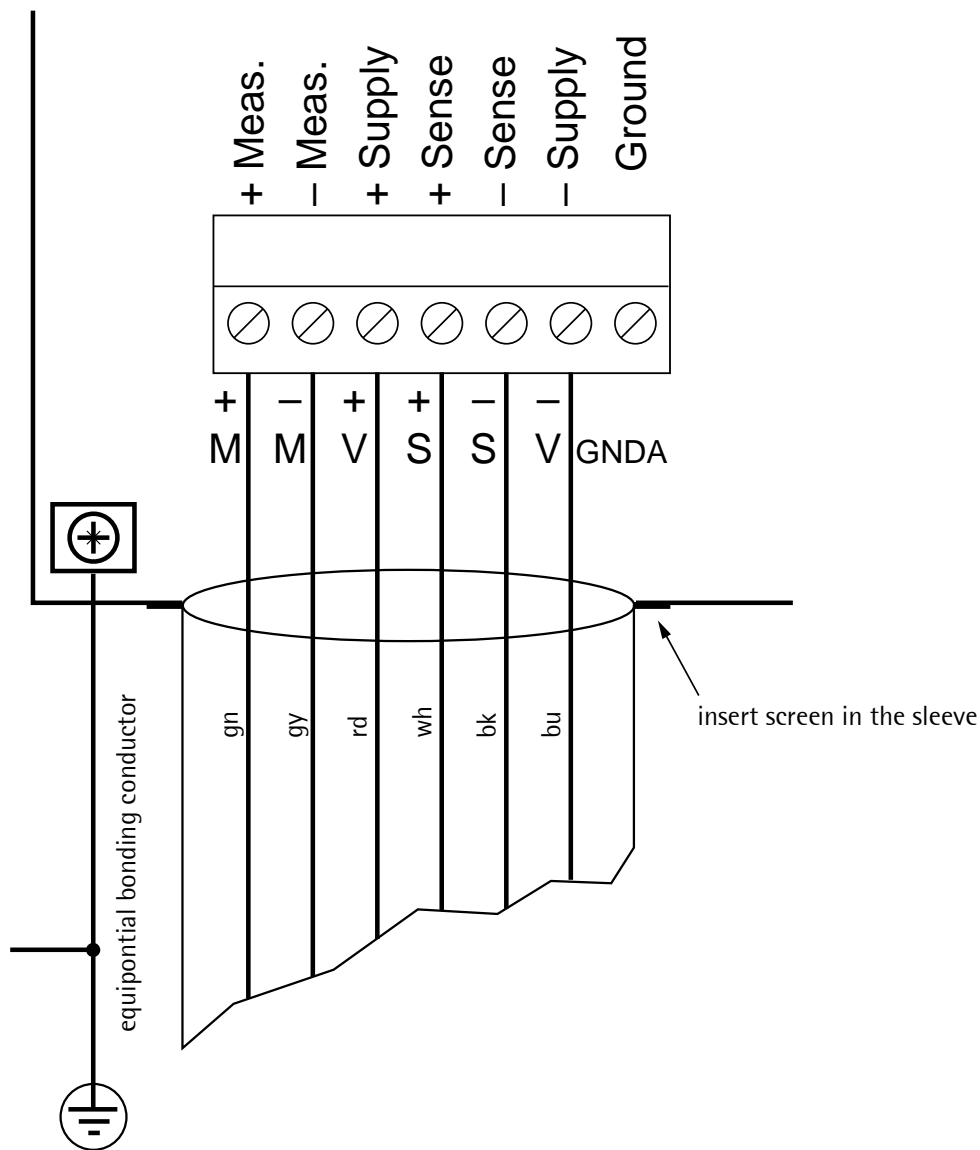 + Meas.
– Meas.
+ Supply
+ Sense
– Sense
– Supply
Ground
+ – + + – –
M M V S S V GNDA
gn
gy
rd
wh
bk
bu
insert screen in the sleeve
equipontial bonding conductor